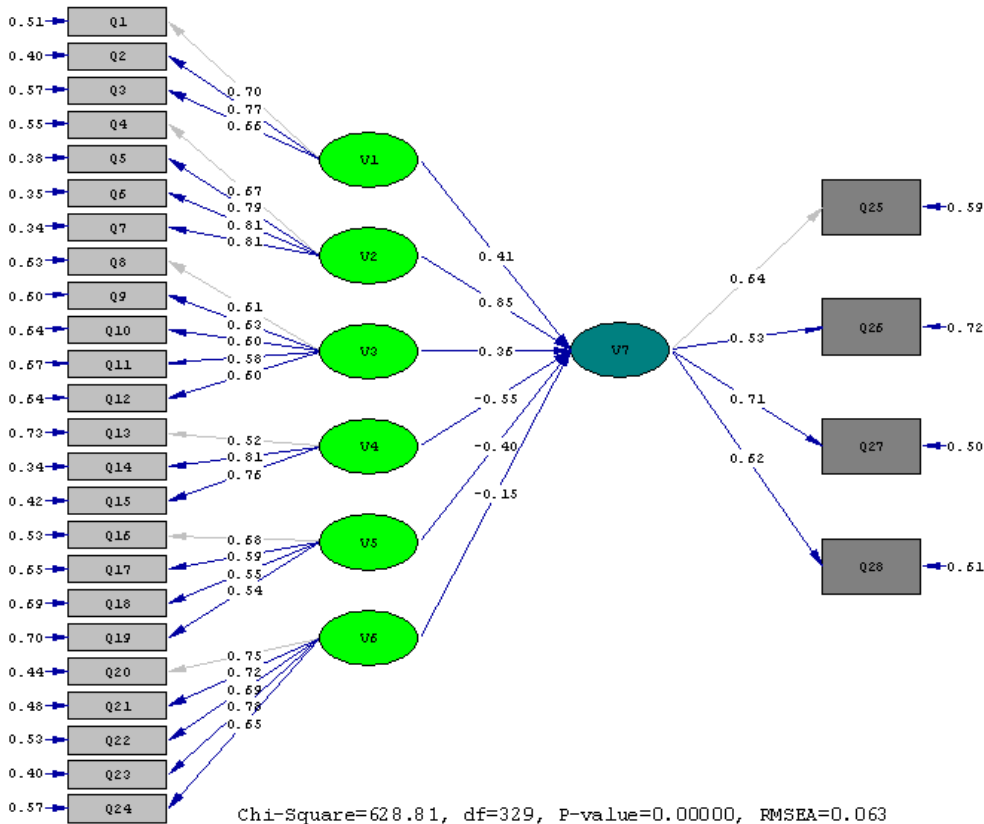 0.51 Q1
0.40 Q2
0.57 Q3
0.55 Q4
0.38 Q5
0.35 Q6
0.34 Q7
0.63 Q8
0.60 Q9
0.64 Q10
0.67 Q11
0.64 Q12
0.73 Q13
0.34 Q14
0.42 Q15
0.53 Q16
0.65 Q17
0.69 Q18
0.70 Q19
0.44 Q20
0.48 Q21
0.53 Q22
0.40 Q23
0.57 Q24
0.70
0.77
0.66
0.67
0.79
0.81
0.81
0.61
0.63
0.60
0.58
0.60
0.52
0.81
0.76
0.68
0.59
0.55
0.54
0.75
0.72
0.69
0.78
0.65
V1
V2
V3
V4
V5
V6
0.41
0.85
0.36
-0.55
-0.40
-0.15
V7
0.64
0.53
0.71
0.62
Q25 0.59
Q26 0.72
Q27 0.50
Q28 0.61
Chi-Square=628.81, df=329, P-value=0.00000, RMSEA=0.063